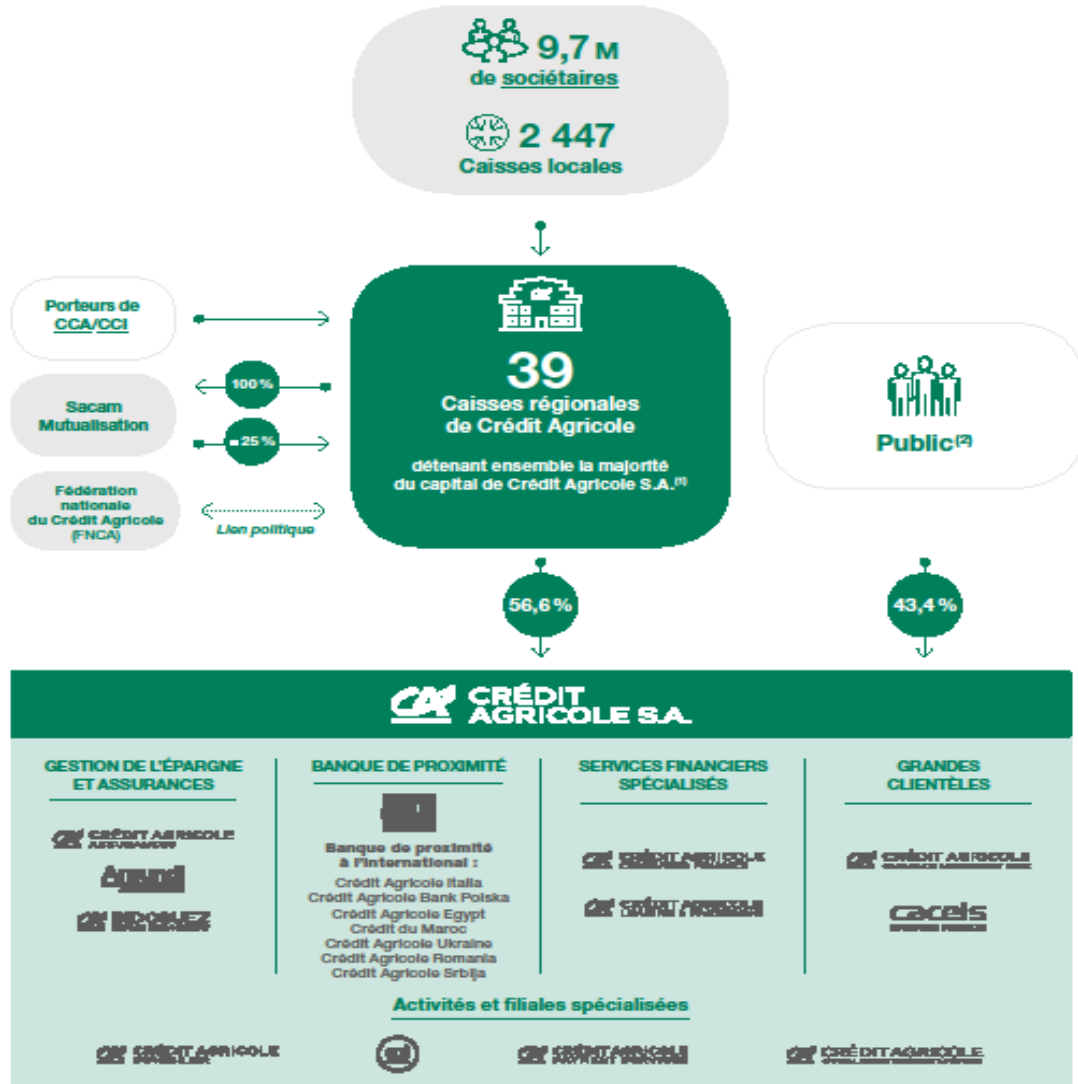 9,7 M
de sociétaires
2 447
Caisses locales
Porteurs de
CCA/CCI
100 %
Sacam
Mutualisation
25 %
Fédération
nationale
du Crédit Agricole
(FNCA)
Lien politique
39
Caisses régionales
de Crédit Agricole
détenant ensemble la majorité
du capital de Crédit Agricole S.A.(1)
Public(2)
56,6 %
43,4 %
CRÉDIT
AGRICOLE S.A.
GESTION DE L'ÉPARGNE
ET ASSURANCES
CRÉDIT AGRICOLE
ASSURANCES
Amundi
INDOSUEZ
BANQUE DE PROXIMITÉ
Banque de proximité
à l'international :
Crédit Agricole Italia
Crédit Agricole Bank Polska
Crédit Agricole Egypt
Crédit du Maroc
Crédit Agricole Ukraine
Crédit Agricole Romania
Crédit Agricole Srbija
SERVICES FINANCIERS
SPÉCIALISÉS
CRÉDIT AGRICOLE
CRÉDIT AGRICOLE
GRANDES
CLIENTÈLES
CRÉDIT AGRICOLE
caceis
Activités et filiales spécialisées
CRÉDIT AGRICOLE
CRÉDIT AGRICOLE
CRÉDIT AGRICOLE